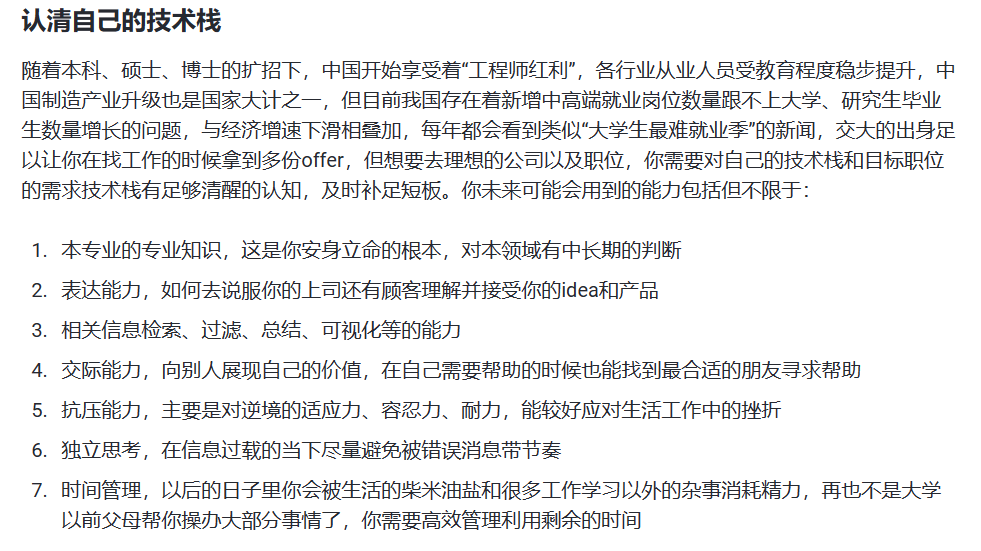 认清自己的技术栈
随着本科、硕士、博士的扩招下，中国开始享受着“工程师红利”，各行业从业人员受教育程度稳步提升，中
国制造产业升级也是国家大计之一，但目前我国存在着新增中高端就业岗位数量跟不上大学、研究生毕业
生数量增长的问题，与经济增速下滑相叠加，每年都会看到类似“大学生最难就业季”的新闻，交大的出身足
以让你在找工作的时候拿到多份offer，但想要去理想的公司以及职位，你需要对自己的技术栈和目标职位
的需求技术栈有足够清醒的认知，及时补足短板。你未来可能会用到的能力包括但不限于：
1. 本专业的专业知识，这是你安身立命的根本，对本领域有中长期的判断
2. 表达能力，如何去说服你的上司还有顾客理解并接受你的idea和产品
3. 相关信息检索、过滤、总结、可视化等的能力
4. 交际能力，向别人展现自己的价值，在自己需要帮助的时候也能找到最合适的朋友寻求帮助
5. 抗压能力，主要是对逆境的适应力、容忍力、耐力，能较好应对生活工作中的挫折
6. 独立思考，在信息过载的当下尽量避免被错误消息带节奏
7. 时间管理，以后的日子里你会被生活的柴米油盐和很多工作学习以外的杂事消耗精力，再也不是大学
以前父母帮你操办大部分事情了，你需要高效管理利用剩余的时间